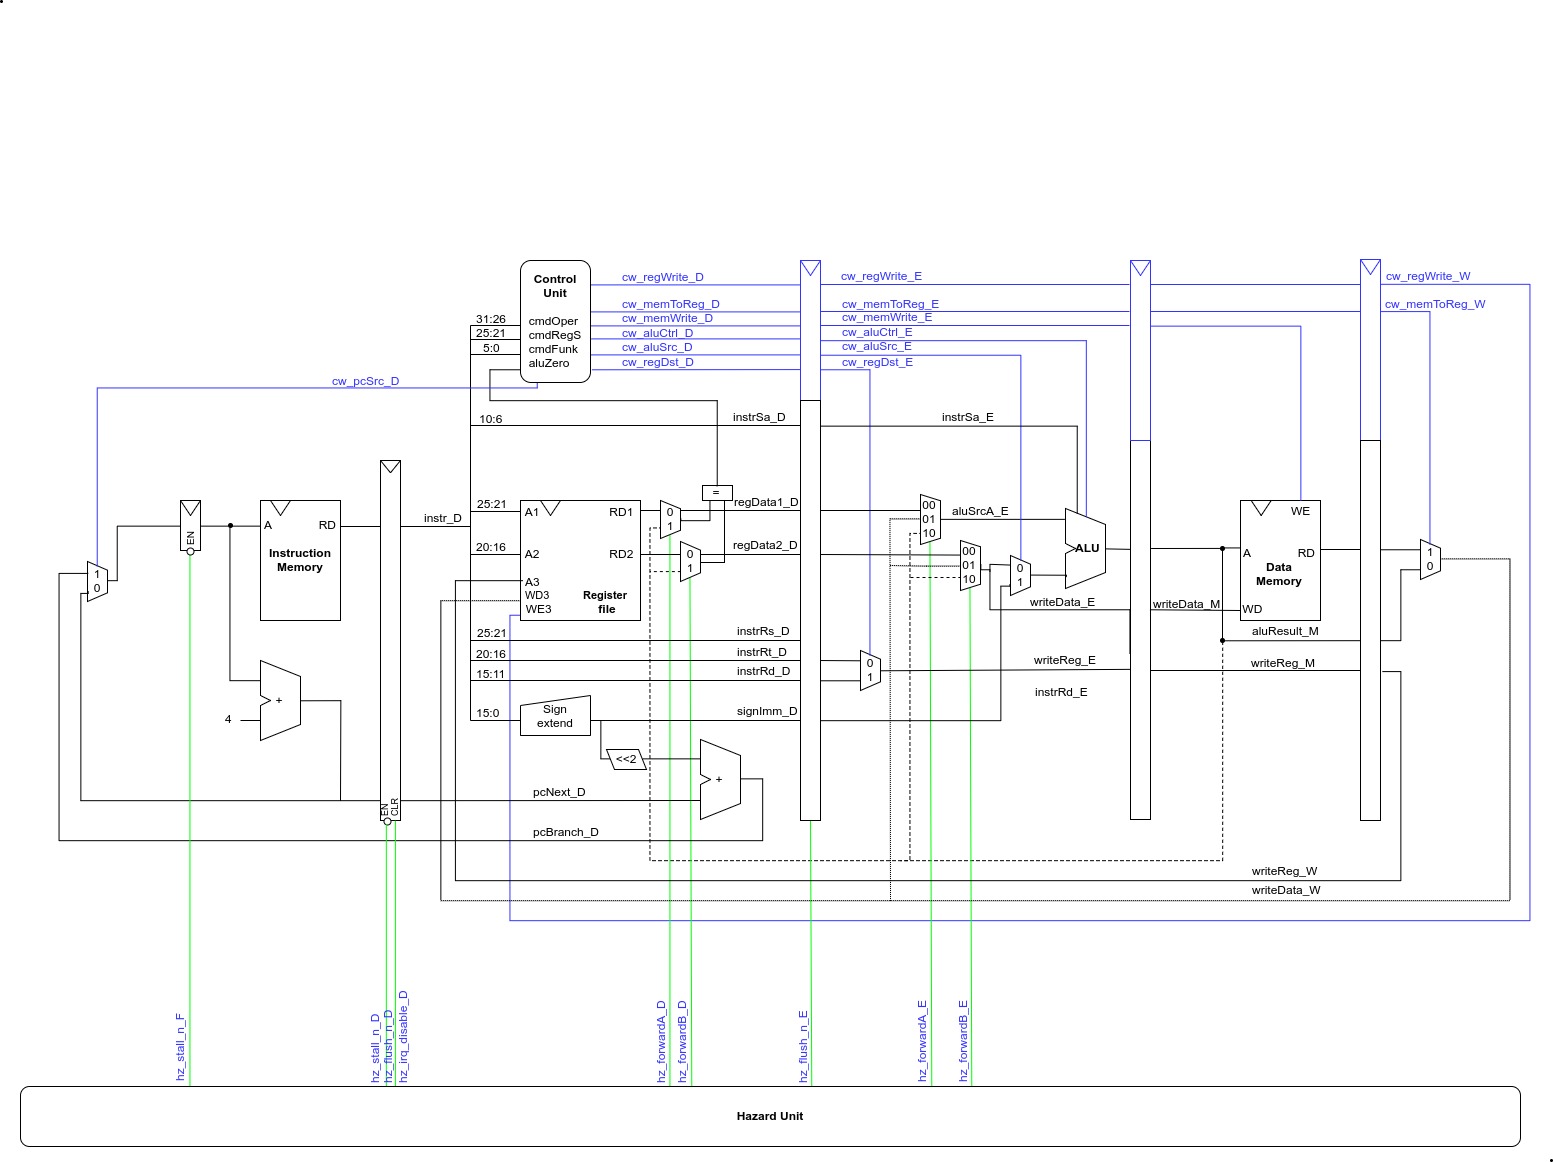 Control
Unit
cmdOper
cmdRegS
cmdFunk
aluZero
31:26
25:21
5:0
cw_regWrite_D
cw_memToReg_D
cw_memWrite_D
cw_aluCtrl_D
cw_aluSrc_D
cw_regDst_D
cw_regWrite_E
cw_memToReg_E
cw_memWrite_E
cw_aluCtrl_E
cw_aluSrc_E
cw_regDst_E
cw_regWrite_W
cw_memToReg_W
cw_pcSrc_D
10:6
instrSa_D
instrSa_E
EN
A
RD
Instruction
Memory
instr_D
25:21
20:16
A1
A2
A3
WD3
WE3
RD1
RD2
Register
file
0
1
0
1
=
regData1_D
regData2_D
00
01
10
00
01
10
aluSrcA_E
0
1
ALU
writeData_E
writeData_M
WE
A
RD
Data
Memory
WD
1
0
aluResult_M
1
0
25:21
instrRs_D
20:16
instrRt_D
15:11
instrRd_D
0
1
writeReg_E
writeReg_M
instrRd_E
15:0
Sign
extend
signImm_D
4
+
<<2
+
pcNext_D
EN
CLR
pcBranch_D
writeReg_W
writeData_W
hz_stall_n_F
hz_stall_n_D
hz_flush_n_D
hz_irq_disable_D
hz_forwardA_D
hz_forwardB_D
hz_flush_n_E
hz_forwardA_E
hz_forwardB_E
Hazard Unit